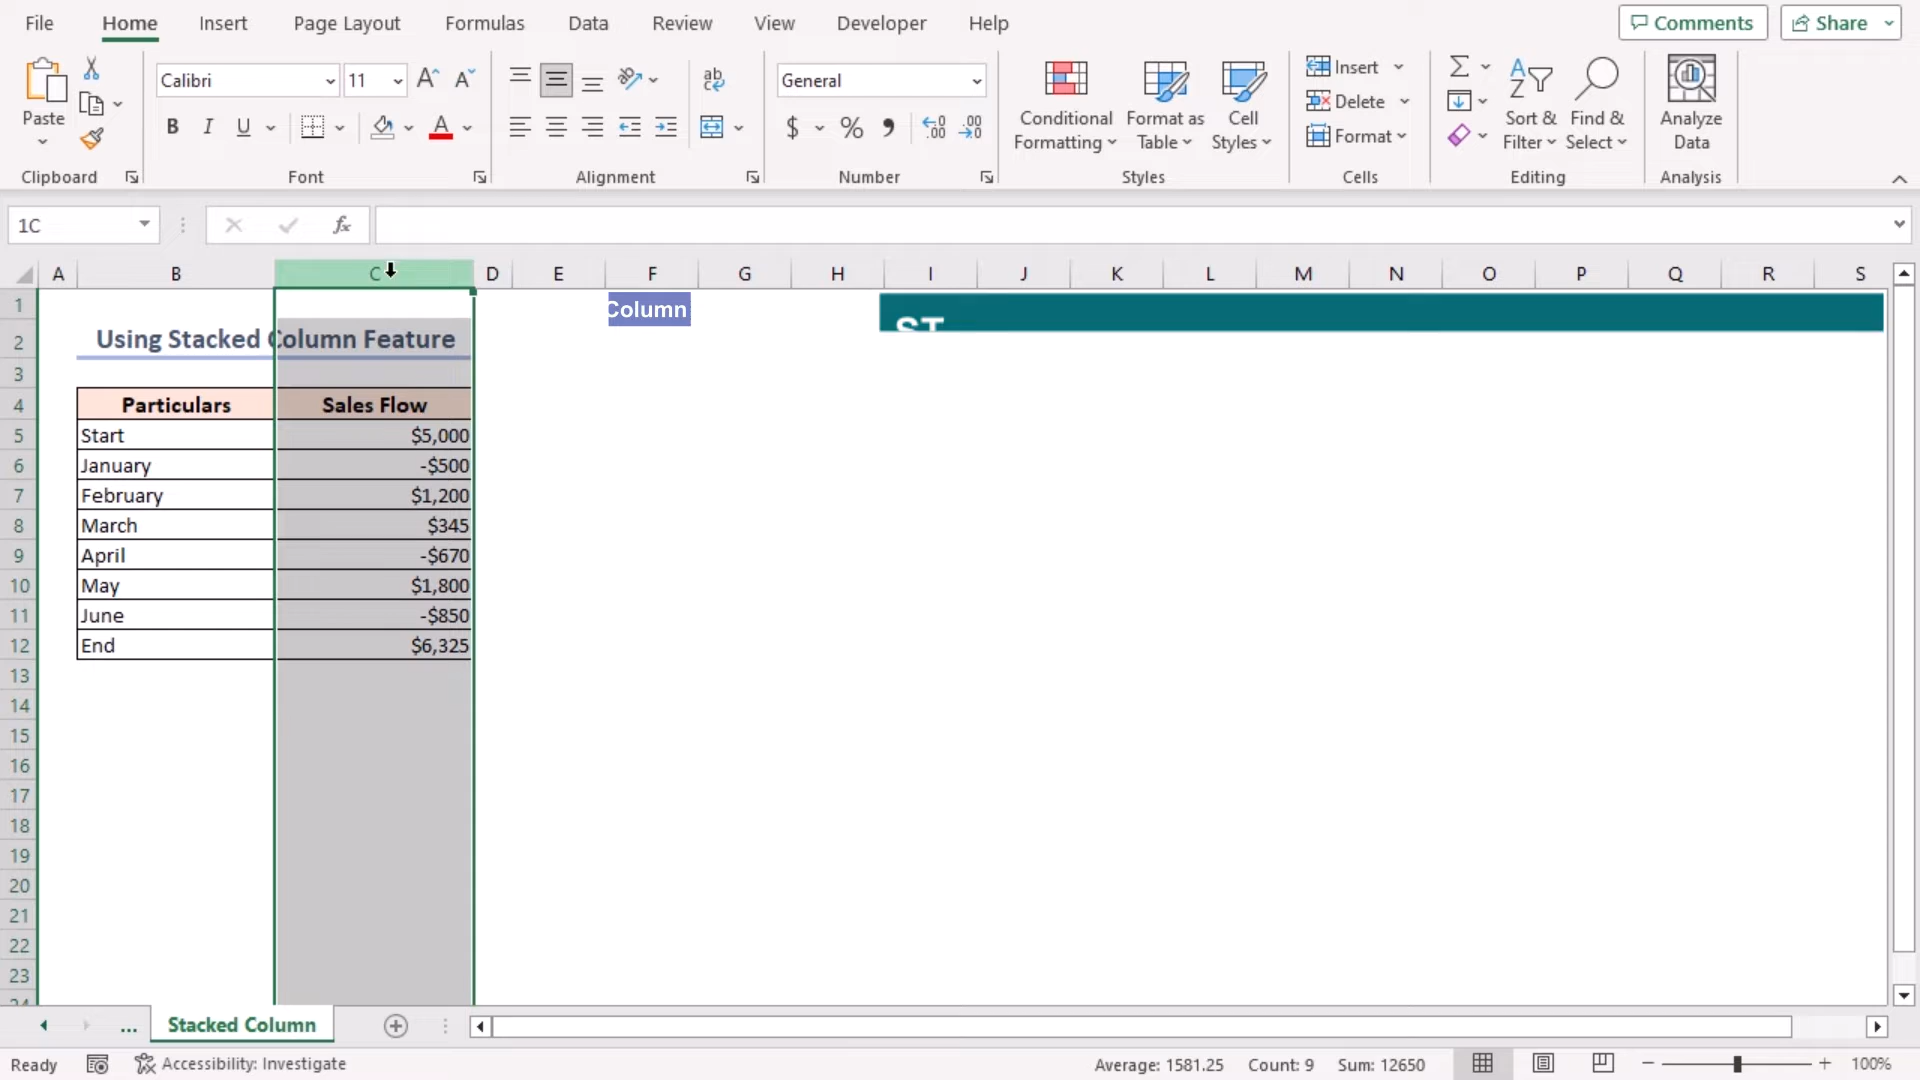 File Home Insert Page Layout Formulas Data Review View Developer Help Comments Share
Calibri 11 General Insert
Paste Conditional Format as Cell Delete Sort & Find & Analyze
B I U $ % Formatting Table Styles Format Filter Select Data
Clipboard Font Alignment Number Styles Cells Editing Analysis
1C fx
A B C D E F G H I J K L M N O P Q R S
1 Column
2 Using Stacked Column Feature
3
4 Particulars Sales Flow
5 Start $5,000
6 January -$500
7 February $1,200
8 March $345
9 April -$670
10 May $1,800
11 June -$850
12 End $6,325
13
14
15
16
17
18
19
20
21
22
23
... Stacked Column
Ready Accessibility: Investigate Average: 1581.25 Count: 9 Sum: 12650 100%